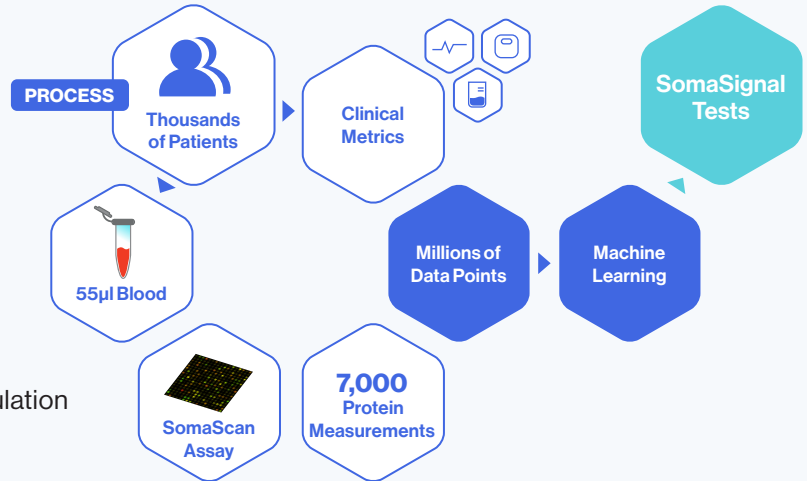 PROCESS
Thousands
of Patients
Clinical
Metrics
SomaSignal
Tests
55µl Blood
Millions of
Data Points
Machine
Learning
SomaScan
Assay
7,000
Protein
Measurements